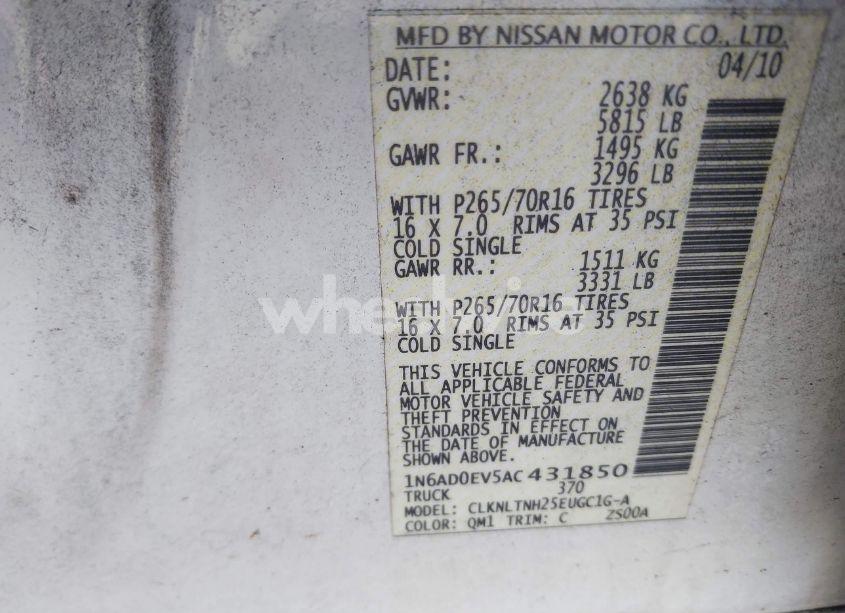 MFD BY NISSAN MOTOR CO., LTD.
DATE: 04/10
GVWR: 2638 KG
5815 LB
GAWR FR.: 1495 KG
3296 LB
WITH P265/70R16 TIRES
16 X 7.0 RIMS AT 35 PSI
COLD SINGLE
GAWR RR.: 1511 KG
3331 LB
WITH P265/70R16 TIRES
16 X 7.0 RIMS AT 35 PSI
COLD SINGLE
THIS VEHICLE CONFORMS TO
ALL APPLICABLE FEDERAL
MOTOR VEHICLE SAFETY AND
THEFT PREVENTION
STANDARDS IN EFFECT ON
THE DATE OF MANUFACTURE
SHOWN ABOVE.
1N6AD0EV5AC 431850
TRUCK 370
MODEL: CLKNLTNH25EUGC1G-A
COLOR: QM1 TRIM: C ZS00A